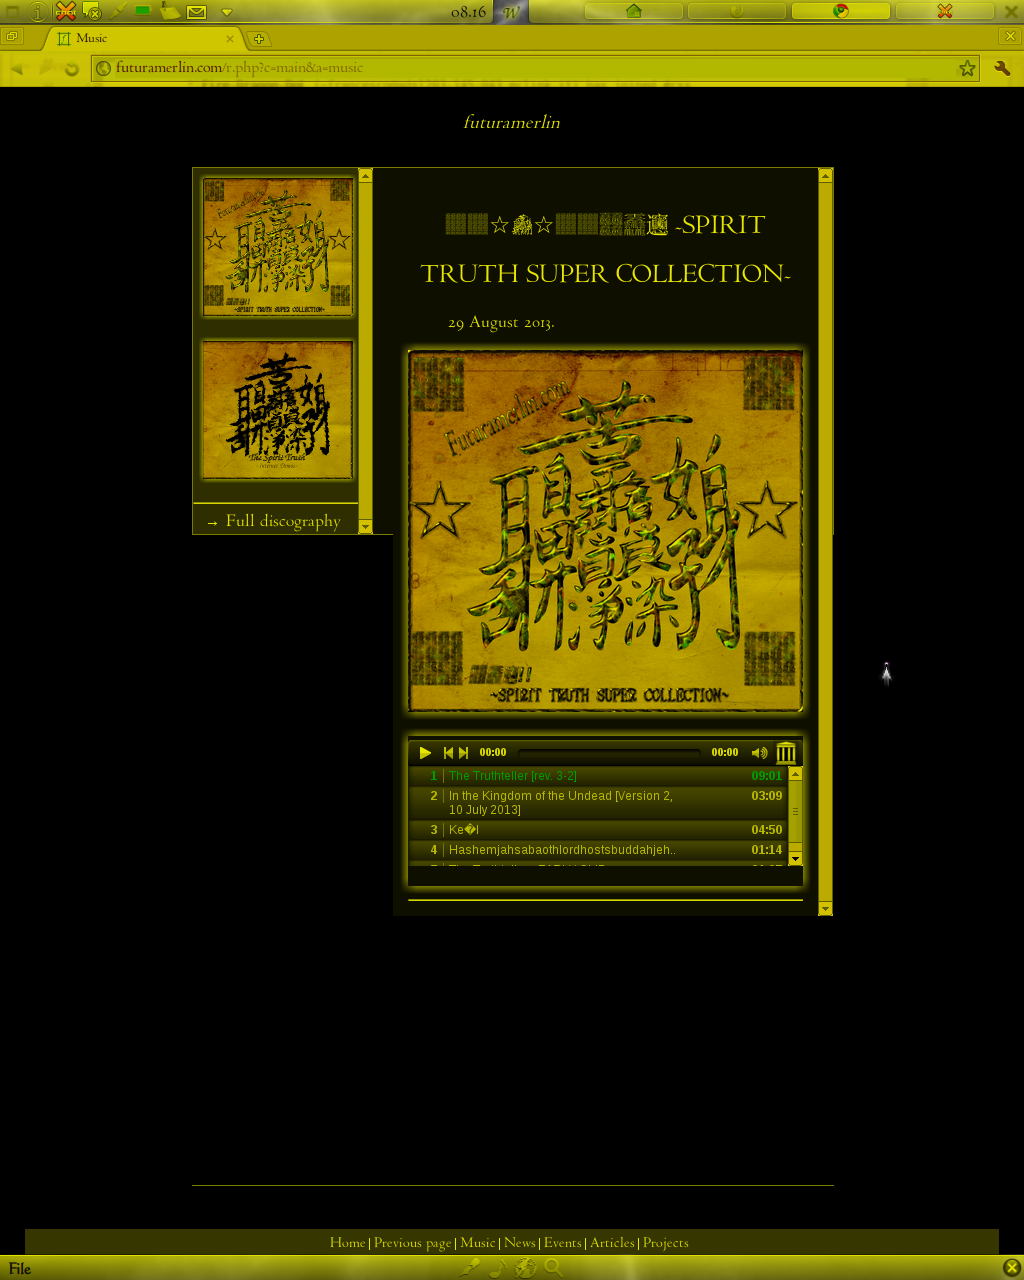 08.16
Music
futuramerlin.com/r.php?c=main&a=music
futuramerlin
☆ ☆ -SPIRIT
TRUTH SUPER COLLECTION-
29 August 2013.
→ Full discography
Futuramerlin.com
~SPIRIT TRUTH SUPER COLLECTION~
The Spirit Truth
00:00 00:00
1 The Truthteller [rev. 3-2] 09:01
2 In the Kingdom of the Undead [Version 2,
10 July 2013] 03:09
3 Ke�l 04:50
4 Hashemjahsabaothlordhostsbuddahjeh.. 01:14
Home | Previous page | Music | News | Events | Articles | Projects
File